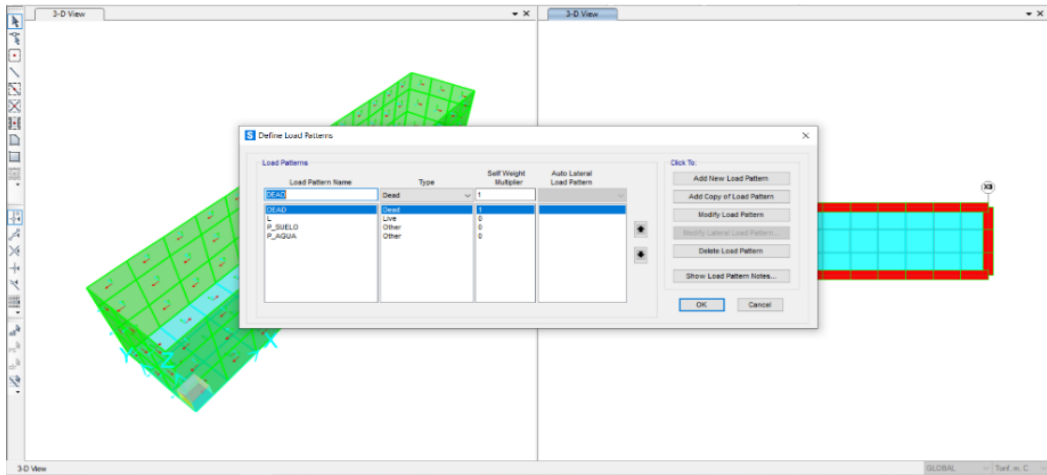 3-D View
3-D View
Define Load Patterns
Load Patterns
Click To:
Load Pattern Name
Type
Self Weight Multiplier
Auto Lateral Load Pattern
DEAD
Dead
1
DEAD Dead 1
L Live 0
P_SUELO Other 0
P_AGUA Other 0
Add New Load Pattern
Add Copy of Load Pattern
Modify Load Pattern
Modify Lateral Load Pattern...
Delete Load Pattern
Show Load Pattern Notes...
OK
Cancel
3-D View
GLOBAL
Tonf, m, C